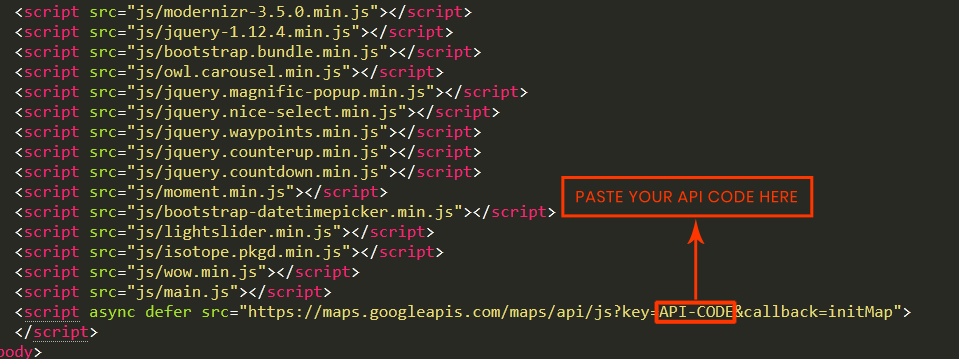 <script src="js/modernizr-3.5.0.min.js"></script>
<script src="js/jquery-1.12.4.min.js"></script>
<script src="js/bootstrap.bundle.min.js"></script>
<script src="js/owl.carousel.min.js"></script>
<script src="js/jquery.magnific-popup.min.js"></script>
<script src="js/jquery.nice-select.min.js"></script>
<script src="js/jquery.waypoints.min.js"></script>
<script src="js/jquery.counterup.min.js"></script>
<script src="js/jquery.countdown.min.js"></script>
<script src="js/moment.min.js"></script>
PASTE YOUR API CODE HERE
<script src="js/bootstrap-datetimepicker.min.js"></script>
<script src="js/lightslider.min.js"></script>
<script src="js/isotope.pkgd.min.js"></script>
<script src="js/wow.min.js"></script>
<script src="js/main.js"></script>
<script async defer src="https://maps.googleapis.com/maps/api/js?key=API-CODE&callback=initMap">
</script>
body>